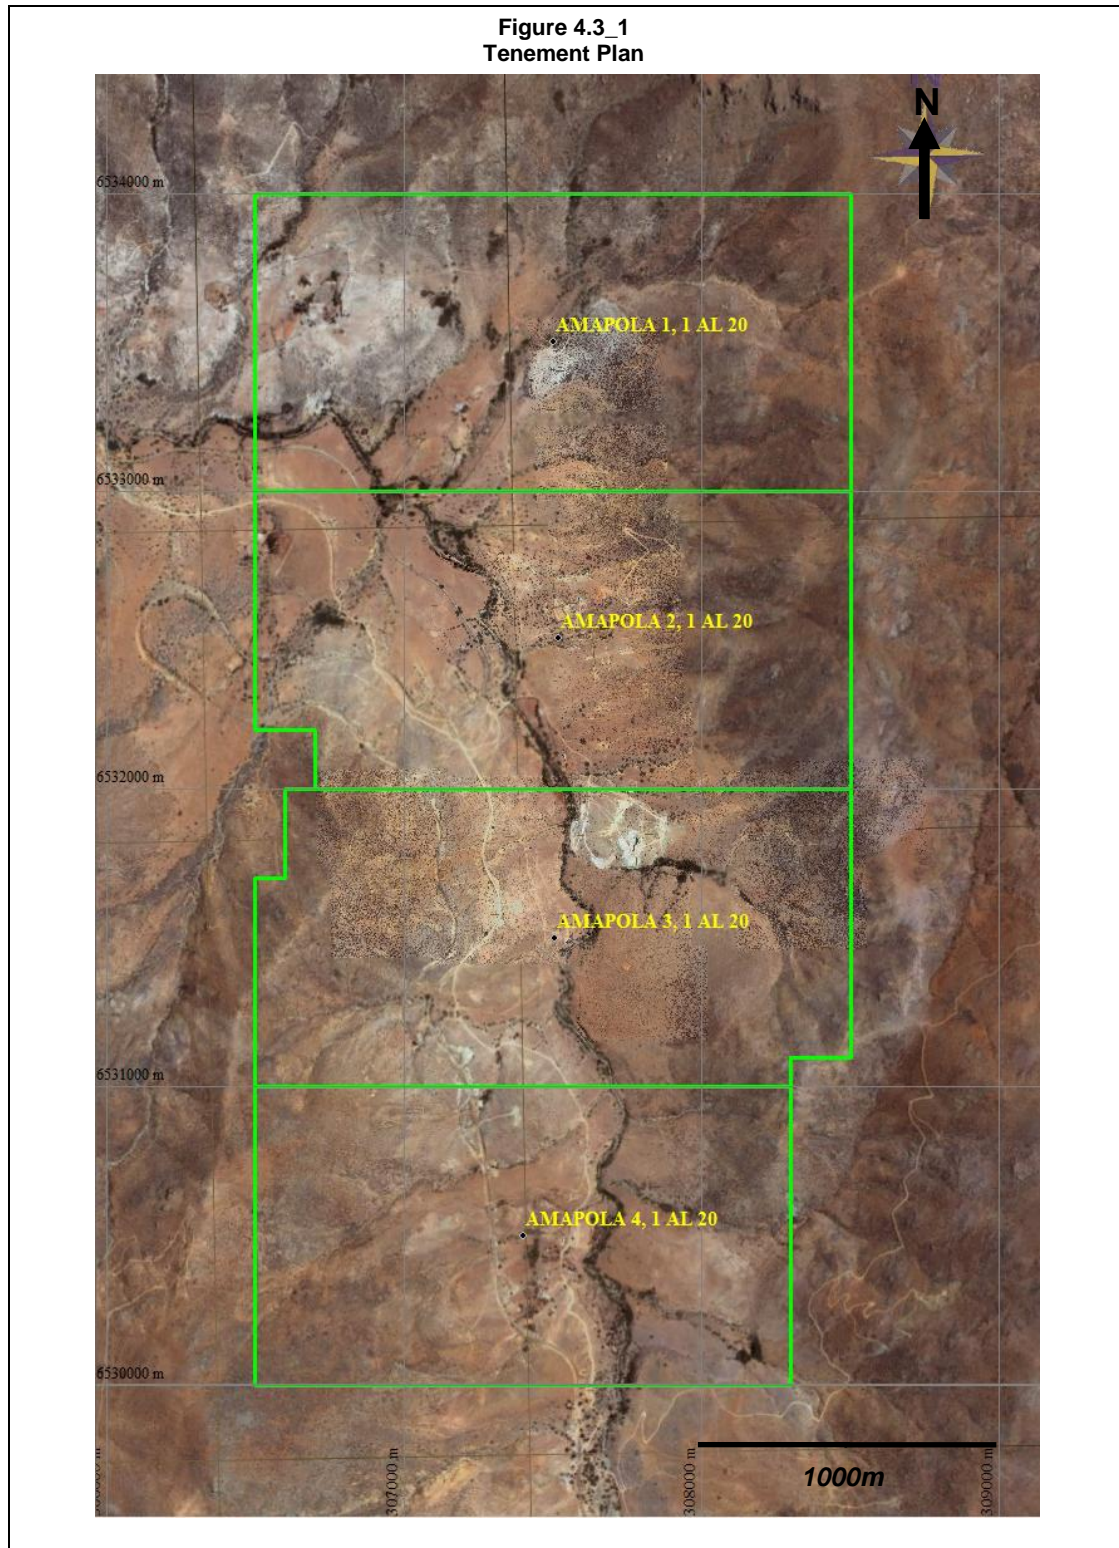 Figure 4.3_1
Tenement Plan
N
6534000 m
AMAPOLA 1, 1 AL 20
6533000 m
AMAPOLA 2, 1 AL 20
6532000 m
AMAPOLA 3, 1 AL 20
6531000 m
AMAPOLA 4, 1 AL 20
6530000 m
307000 m
308000 m
309000 m
1000m